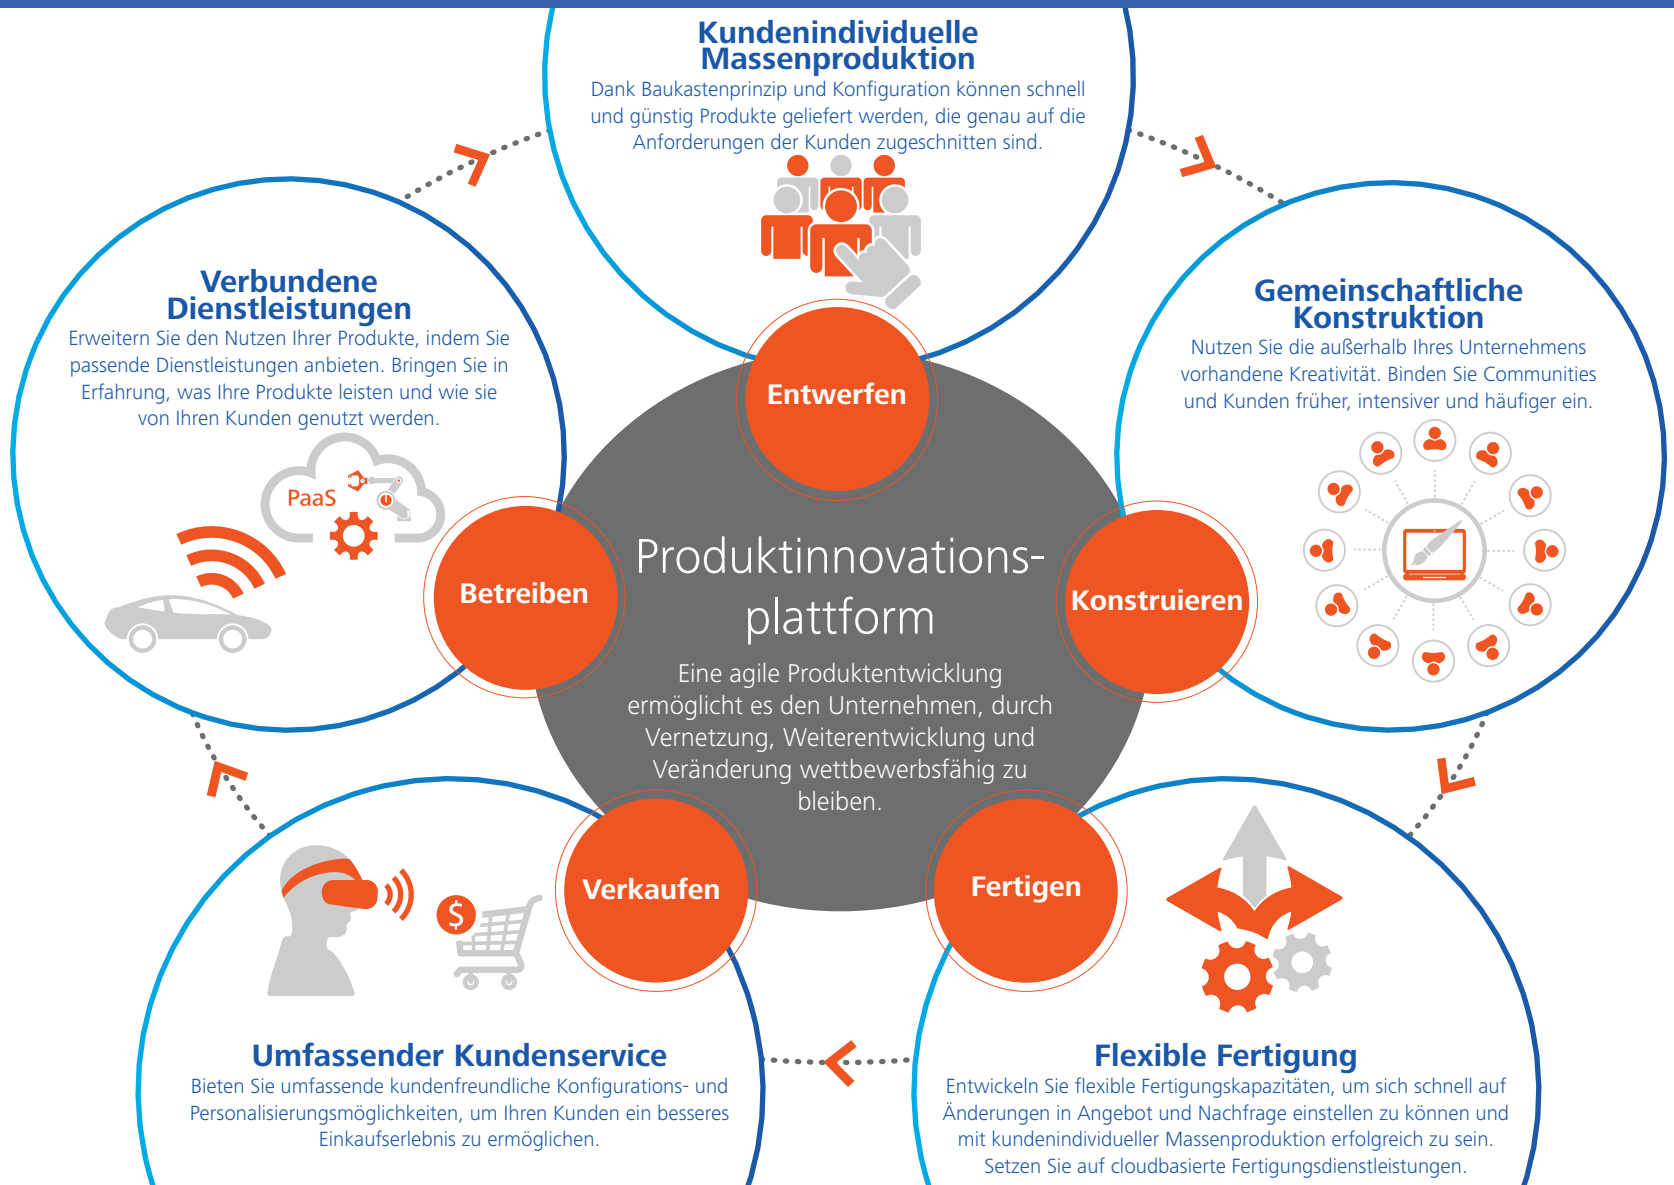 Kundenindividuelle
Massenproduktion
Dank Baukastenprinzip und Konfiguration können schnell
und günstig Produkte geliefert werden, die genau auf die
Anforderungen der Kunden zugeschnitten sind.
Entwerfen
Gemeinschaftliche
Konstruktion
Nutzen Sie die außerhalb Ihres Unternehmens
vorhandene Kreativität. Binden Sie Communities
und Kunden früher, intensiver und häufiger ein.
Konstruieren
Flexible Fertigung
Entwickeln Sie flexible Fertigungskapazitäten, um sich schnell auf
Änderungen in Angebot und Nachfrage einstellen zu können und
mit kundenindividueller Massenproduktion erfolgreich zu sein.
Setzen Sie auf cloudbasierte Fertigungsdienstleistungen.
Fertigen
Umfassender Kundenservice
Bieten Sie umfassende kundenfreundliche Konfigurations- und
Personalisierungsmöglichkeiten, um Ihren Kunden ein besseres
Einkaufserlebnis zu ermöglichen.
$
Verkaufen
Verbundene
Dienstleistungen
Erweitern Sie den Nutzen Ihrer Produkte, indem Sie
passende Dienstleistungen anbieten. Bringen Sie in
Erfahrung, was Ihre Produkte leisten und wie sie
von Ihren Kunden genutzt werden.
PaaS
Betreiben
Produktinnovations-
plattform
Eine agile Produktentwicklung
ermöglicht es den Unternehmen, durch
Vernetzung, Weiterentwicklung und
Veränderung wettbewerbsfähig zu
bleiben.